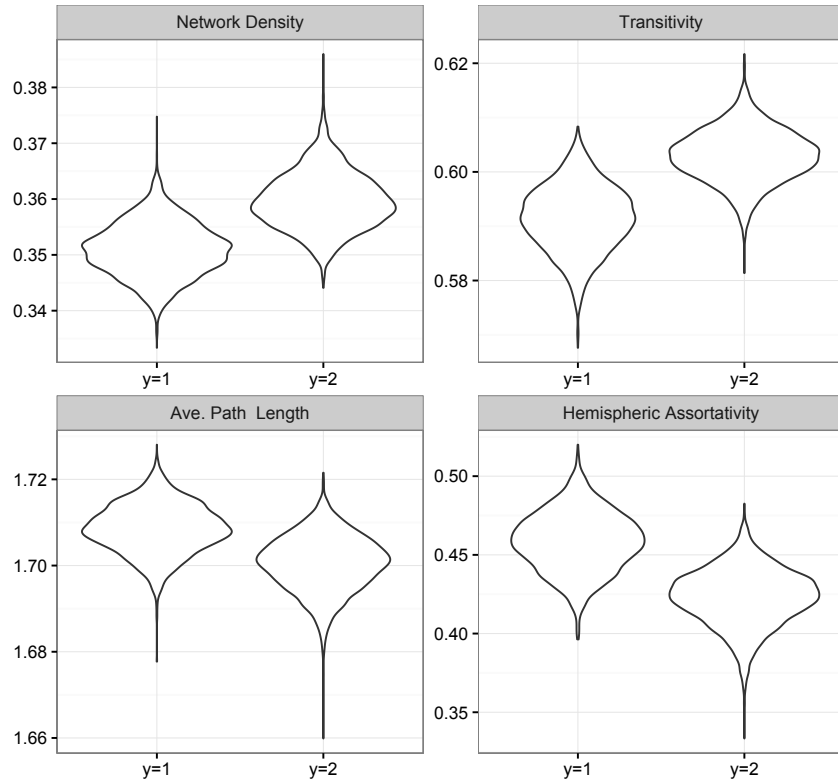 Network Density
0.38
0.37
0.36
0.35
0.34
y=1
y=2
Transitivity
0.62
0.60
0.58
y=1
y=2
Ave. Path Length
1.72
1.70
1.68
1.66
y=1
y=2
Hemispheric Assortativity
0.50
0.45
0.40
0.35
y=1
y=2